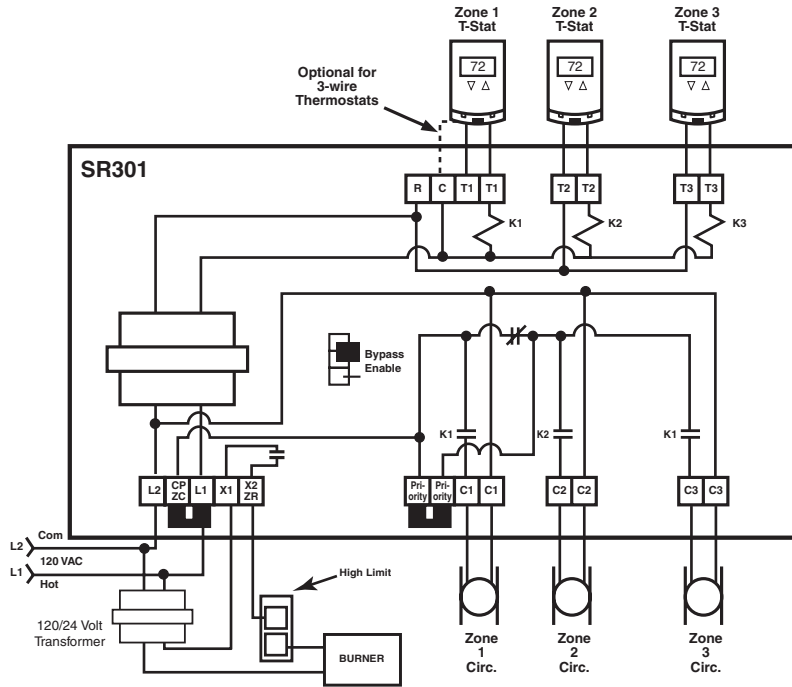 Zone 1
T-Stat
Zone 2
T-Stat
Zone 3
T-Stat
72
72
72
Optional for
3-wire
Thermostats
SR301
R C T1 T1
T2 T2
T3 T3
K1
K2
K3
Bypass
Enable
K1
K2
K1
L2
CP
ZC
L1
X1
X2
ZR
Pri-
ority
Pri-
ority
C1 C1
C2 C2
C3 C3
L2
Com
120 VAC
L1
Hot
High Limit
120/24 Volt
Transformer
BURNER
Zone
1
Circ.
Zone
2
Circ.
Zone
3
Circ.